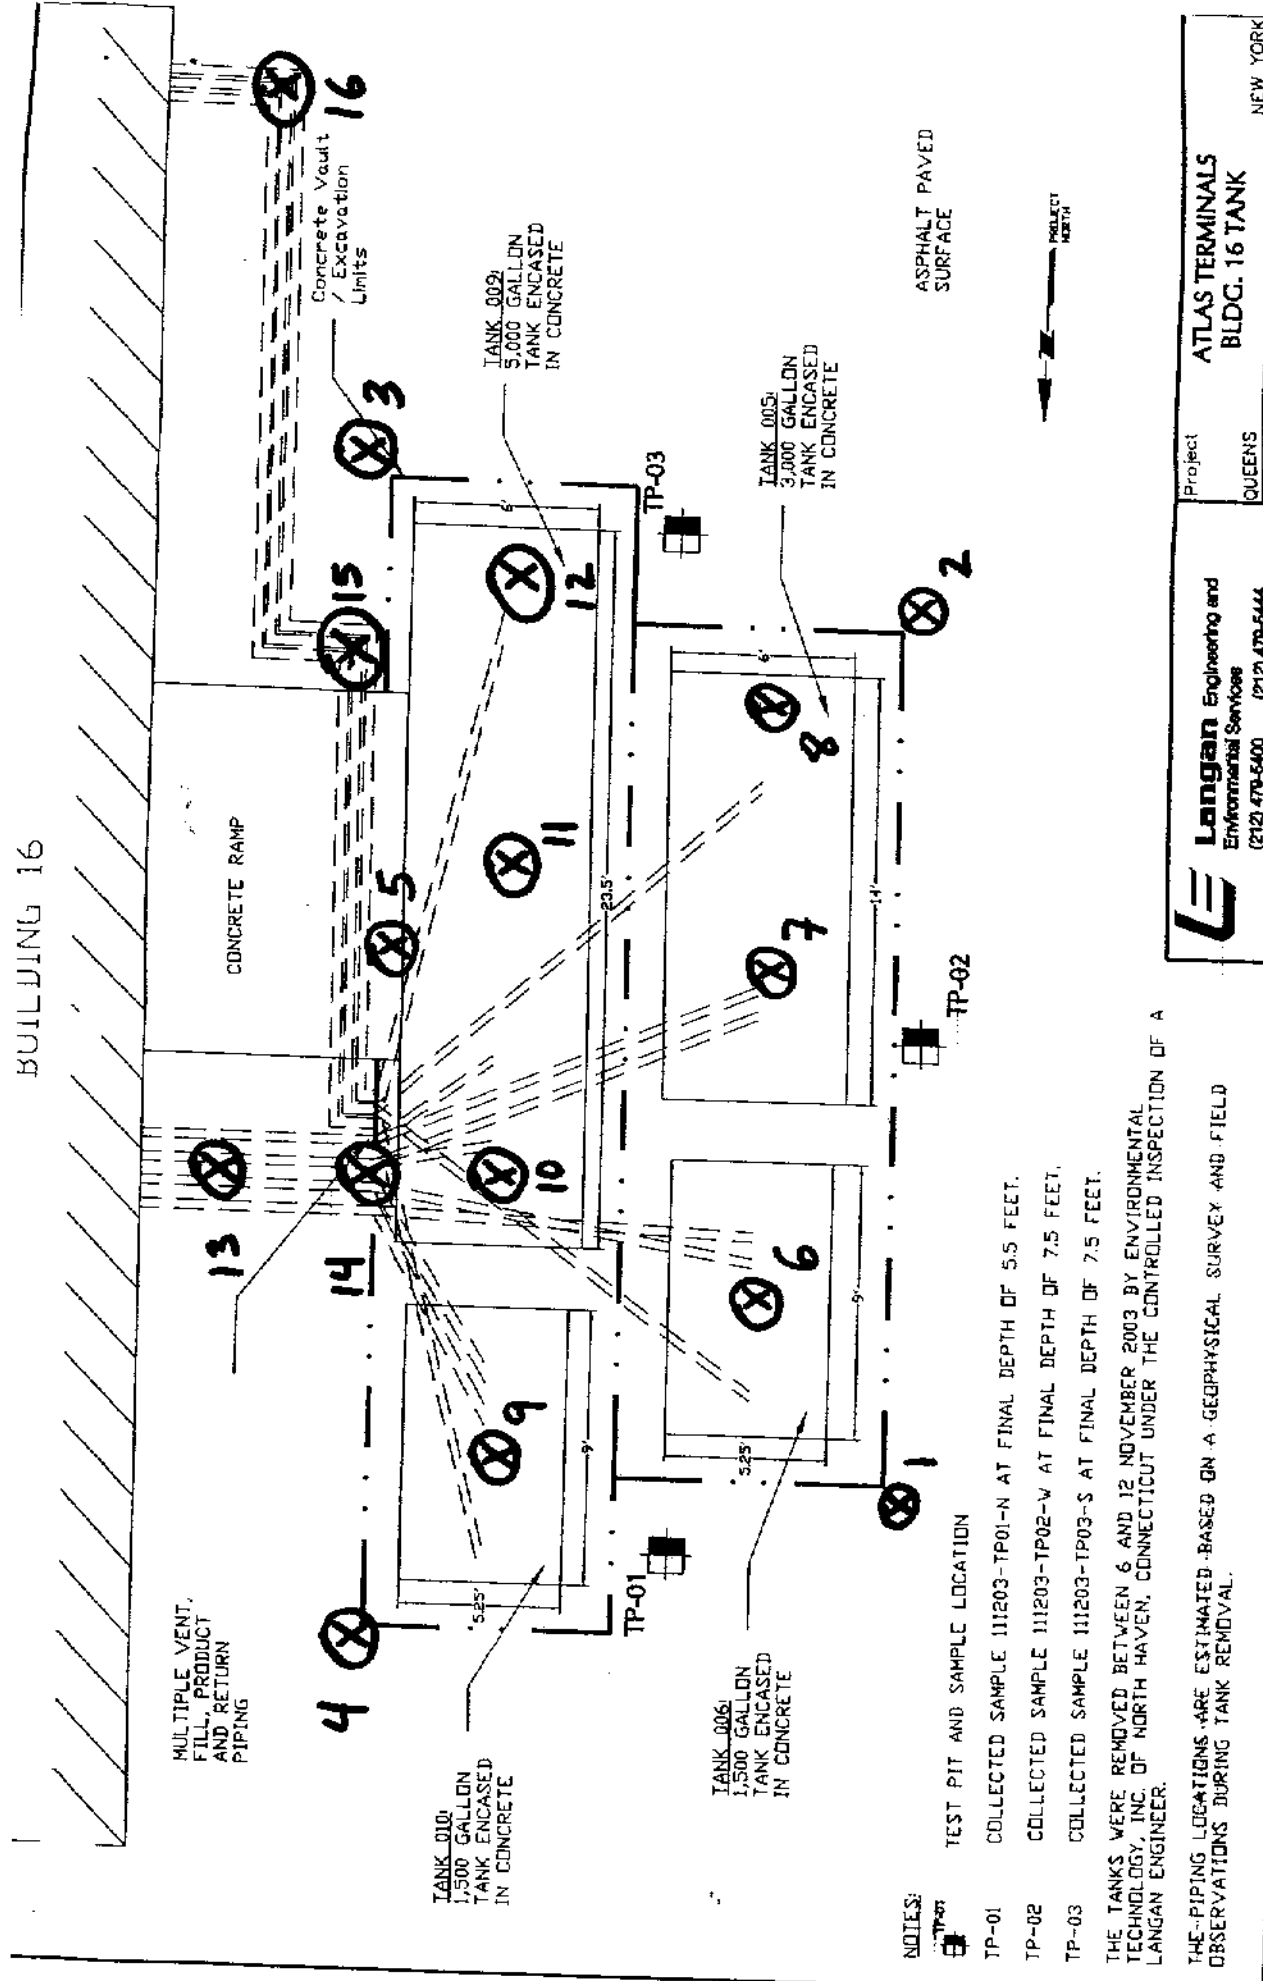 BUILDING 16
16
Concrete Vault
/ Excavation
Limits
3
TANK 009:
5,000 GALLON
TANK ENCASED
IN CONCRETE
ASPHALT PAVED
SURFACE
PROJECT
NORTH
N
TANK 005:
3,000 GALLON
TANK ENCASED
IN CONCRETE
TP-03
15
CONCRETE RAMP
5
12
11
10
6'
23.5'
2
8
7
6'
14'
TP-02
13
14
6
9'
5.25'
1
9
9'
5.25'
TP-01
4
MULTIPLE VENT,
FILL, PRODUCT
AND RETURN
PIPING
TANK 010:
1,500 GALLON
TANK ENCASED
IN CONCRETE
TANK 006:
1,500 GALLON
TANK ENCASED
IN CONCRETE
NOTES:
TEST PIT AND SAMPLE LOCATION
TP-01 COLLECTED SAMPLE 111203-TP01-N AT FINAL DEPTH OF 5.5 FEET.
TP-02 COLLECTED SAMPLE 111203-TP02-W AT FINAL DEPTH OF 7.5 FEET.
TP-03 COLLECTED SAMPLE 111203-TP03-S AT FINAL DEPTH OF 7.5 FEET.
THE TANKS WERE REMOVED BETWEEN 6 AND 12 NOVEMBER 2003 BY ENVIRONMENTAL
TECHNOLOGY, INC. OF NORTH HAVEN, CONNECTICUT UNDER THE CONTROLLED INSPECTION OF A
LANGAN ENGINEER.
THE PIPING LOCATIONS ARE ESTIMATED BASED ON A GEOPHYSICAL SURVEY AND FIELD
OBSERVATIONS DURING TANK REMOVAL.
Langan Engineering and
Environmental Services
(212) 479-5400 (212) 479-5444
Project
ATLAS TERMINALS
BLDG. 16 TANK
QUEENS NEW YORK